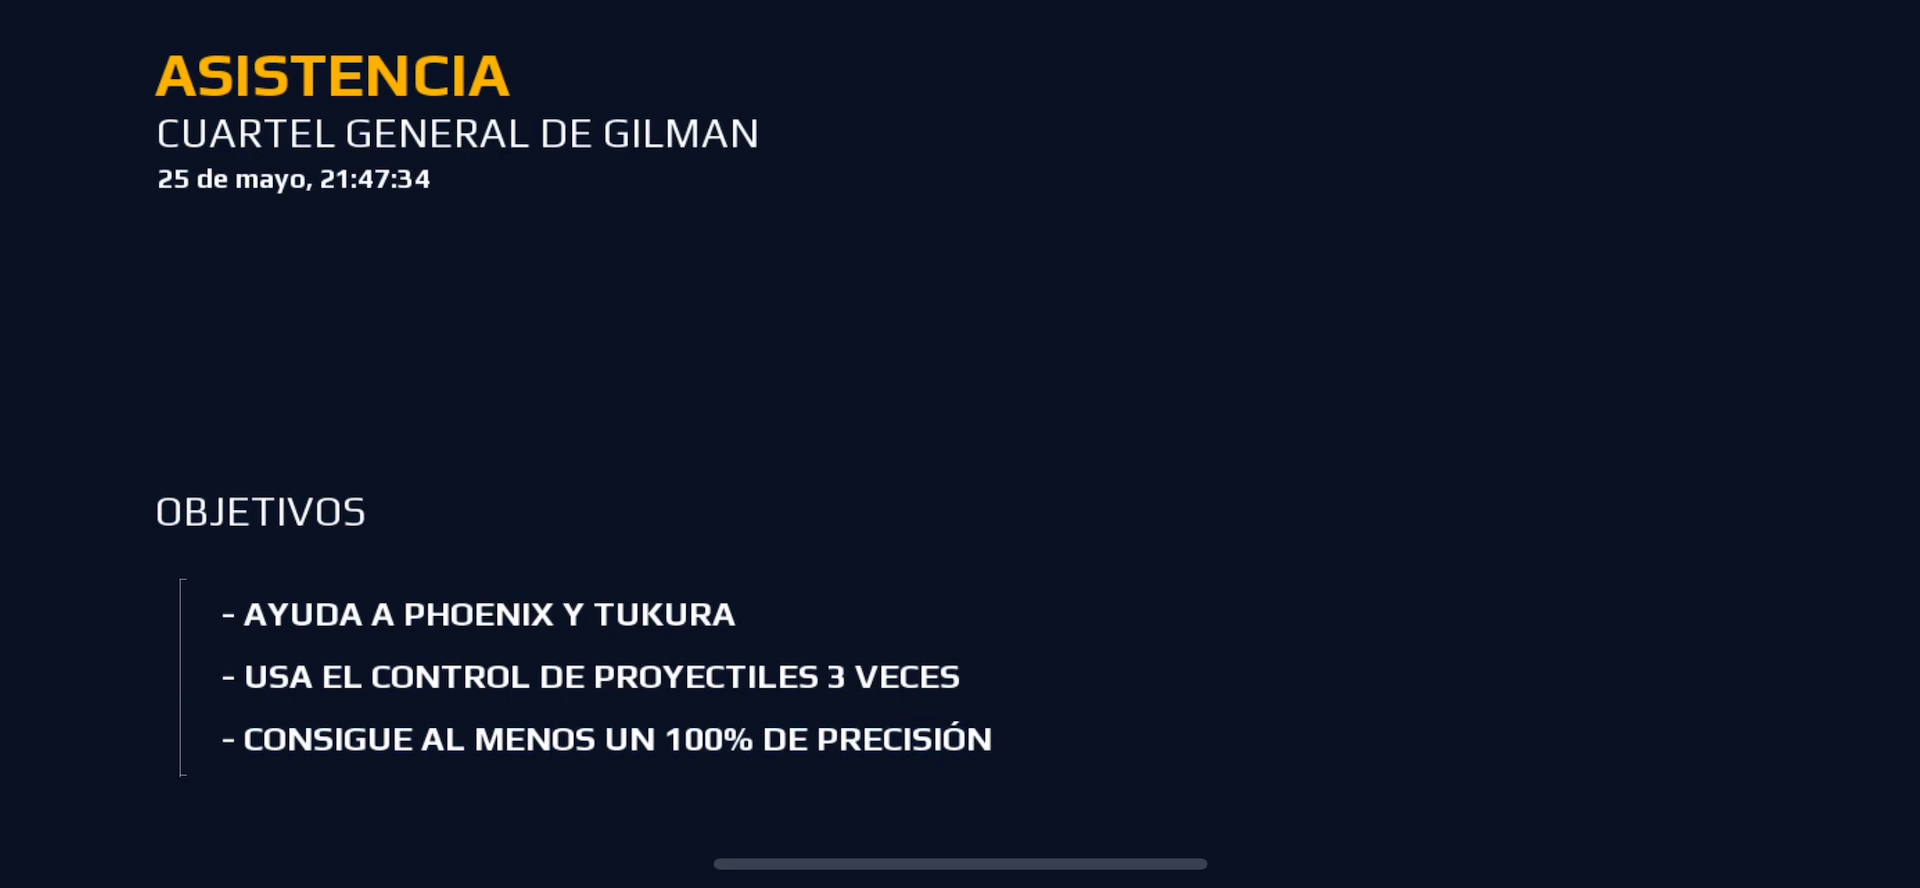 ASISTENCIA
CUARTEL GENERAL DE GILMAN
25 de mayo, 21:47:34
OBJETIVOS
- AYUDA A PHOENIX Y TUKURA
- USA EL CONTROL DE PROYECTILES 3 VECES
- CONSIGUE AL MENOS UN 100% DE PRECISIÓN